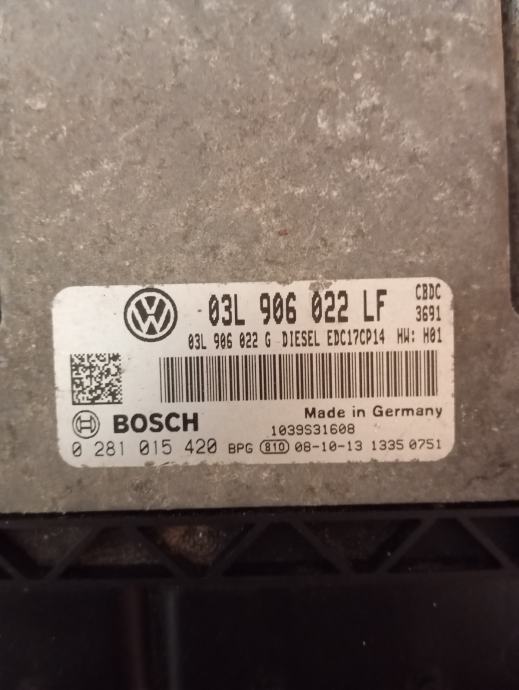 03L 906 022 LF CBDC
3691
03L 906 022 G DIESEL EDC17CP14 HW: H01
BOSCH Made in Germany
1039S31608
0 281 015 420 BPG 810 08-10-13 1335 0751